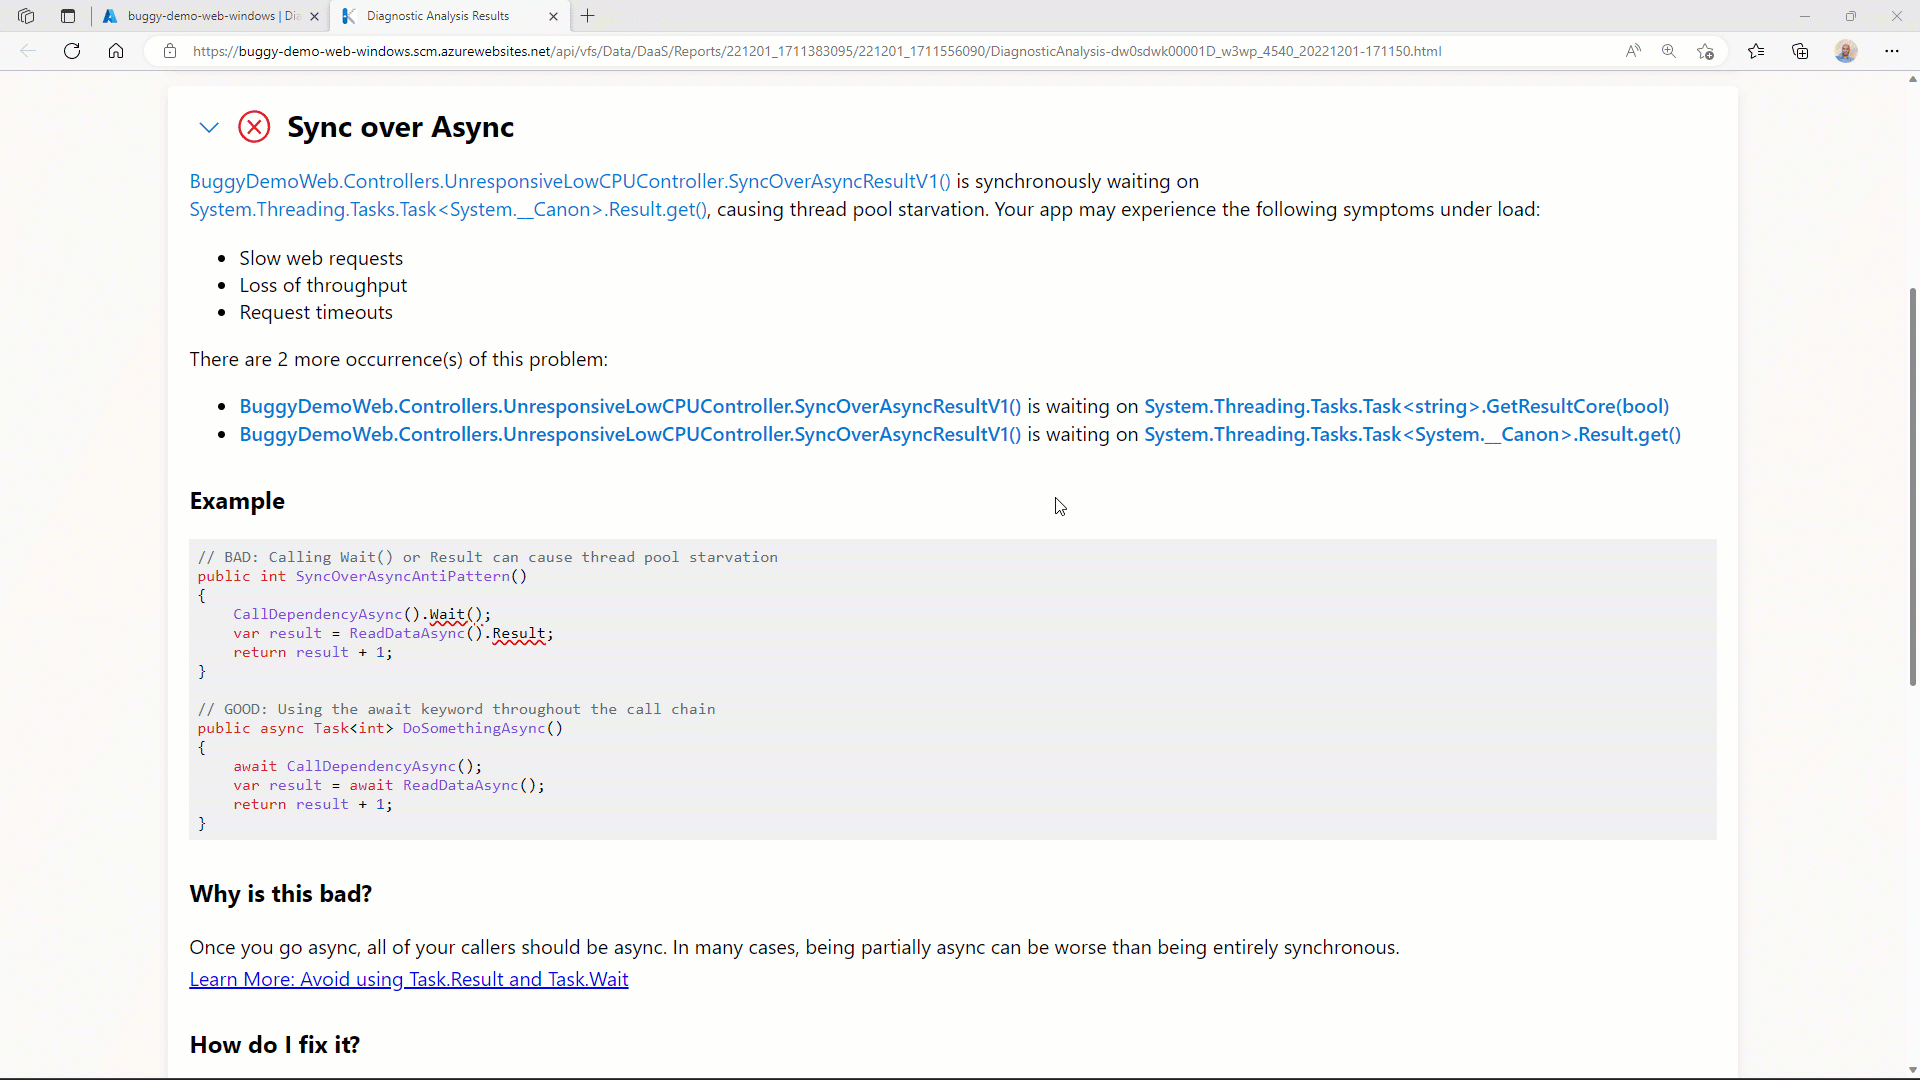 buggy-demo-web-windows | Dia
Diagnostic Analysis Results
https://buggy-demo-web-windows.scm.azurewebsites.net/api/vfs/Data/DaaS/Reports/221201_1711383095/221201_1711556090/DiagnosticAnalysis-dw0sdwk00001D_w3wp_4540_20221201-171150.html
Sync over Async
BuggyDemoWeb.Controllers.UnresponsiveLowCPUController.SyncOverAsyncResultV1() is synchronously waiting on
System.Threading.Tasks.Task<System.__Canon>.Result.get(), causing thread pool starvation. Your app may experience the following symptoms under load:
• Slow web requests
• Loss of throughput
• Request timeouts
There are 2 more occurrence(s) of this problem:
• BuggyDemoWeb.Controllers.UnresponsiveLowCPUController.SyncOverAsyncResultV1() is waiting on System.Threading.Tasks.Task<string>.GetResultCore(bool)
• BuggyDemoWeb.Controllers.UnresponsiveLowCPUController.SyncOverAsyncResultV1() is waiting on System.Threading.Tasks.Task<System.__Canon>.Result.get()
Example
// BAD: Calling Wait() or Result can cause thread pool starvation
public int SyncOverAsyncAntiPattern()
{
    CallDependencyAsync().Wait();
    var result = ReadDataAsync().Result;
    return result + 1;
}
// GOOD: Using the await keyword throughout the call chain
public async Task<int> DoSomethingAsync()
{
    await CallDependencyAsync();
    var result = await ReadDataAsync();
    return result + 1;
}
Why is this bad?
Once you go async, all of your callers should be async. In many cases, being partially async can be worse than being entirely synchronous.
Learn More: Avoid using Task.Result and Task.Wait
How do I fix it?